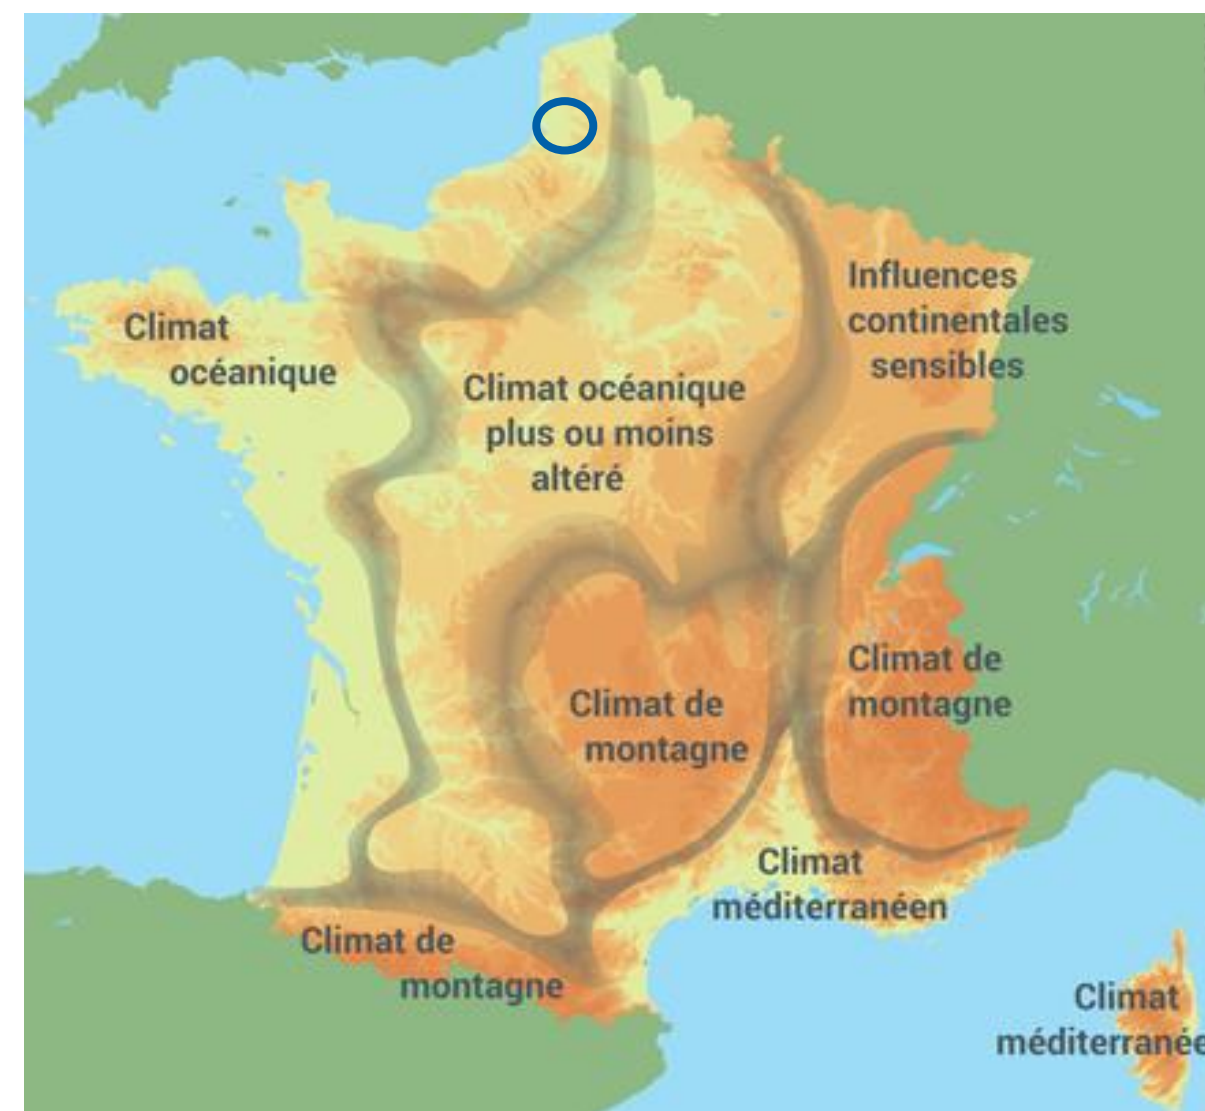 Climat
océanique
Influences
continentales
sensibles
Climat océanique
plus ou moins
altéré
Climat de
montagne
Climat de
montagne
Climat
méditerranéen
Climat de
montagne
Climat
méditerranée